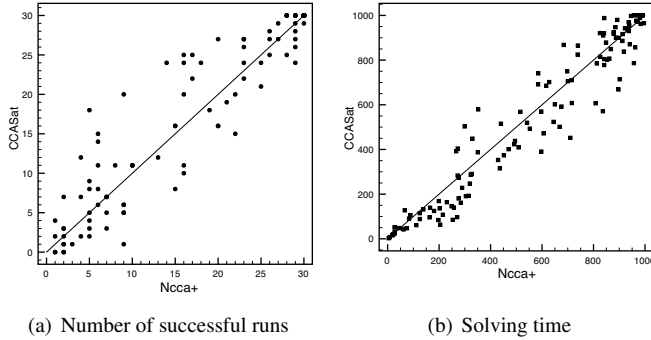 30
25
20
15
10
5
0
CCASat
0 5 10 15 20 25 30
Ncca+
1000
800
600
400
200
0
CCASat
0 200 400 600 800 1000
Ncca+
(a) Number of successful runs
(b) Solving time